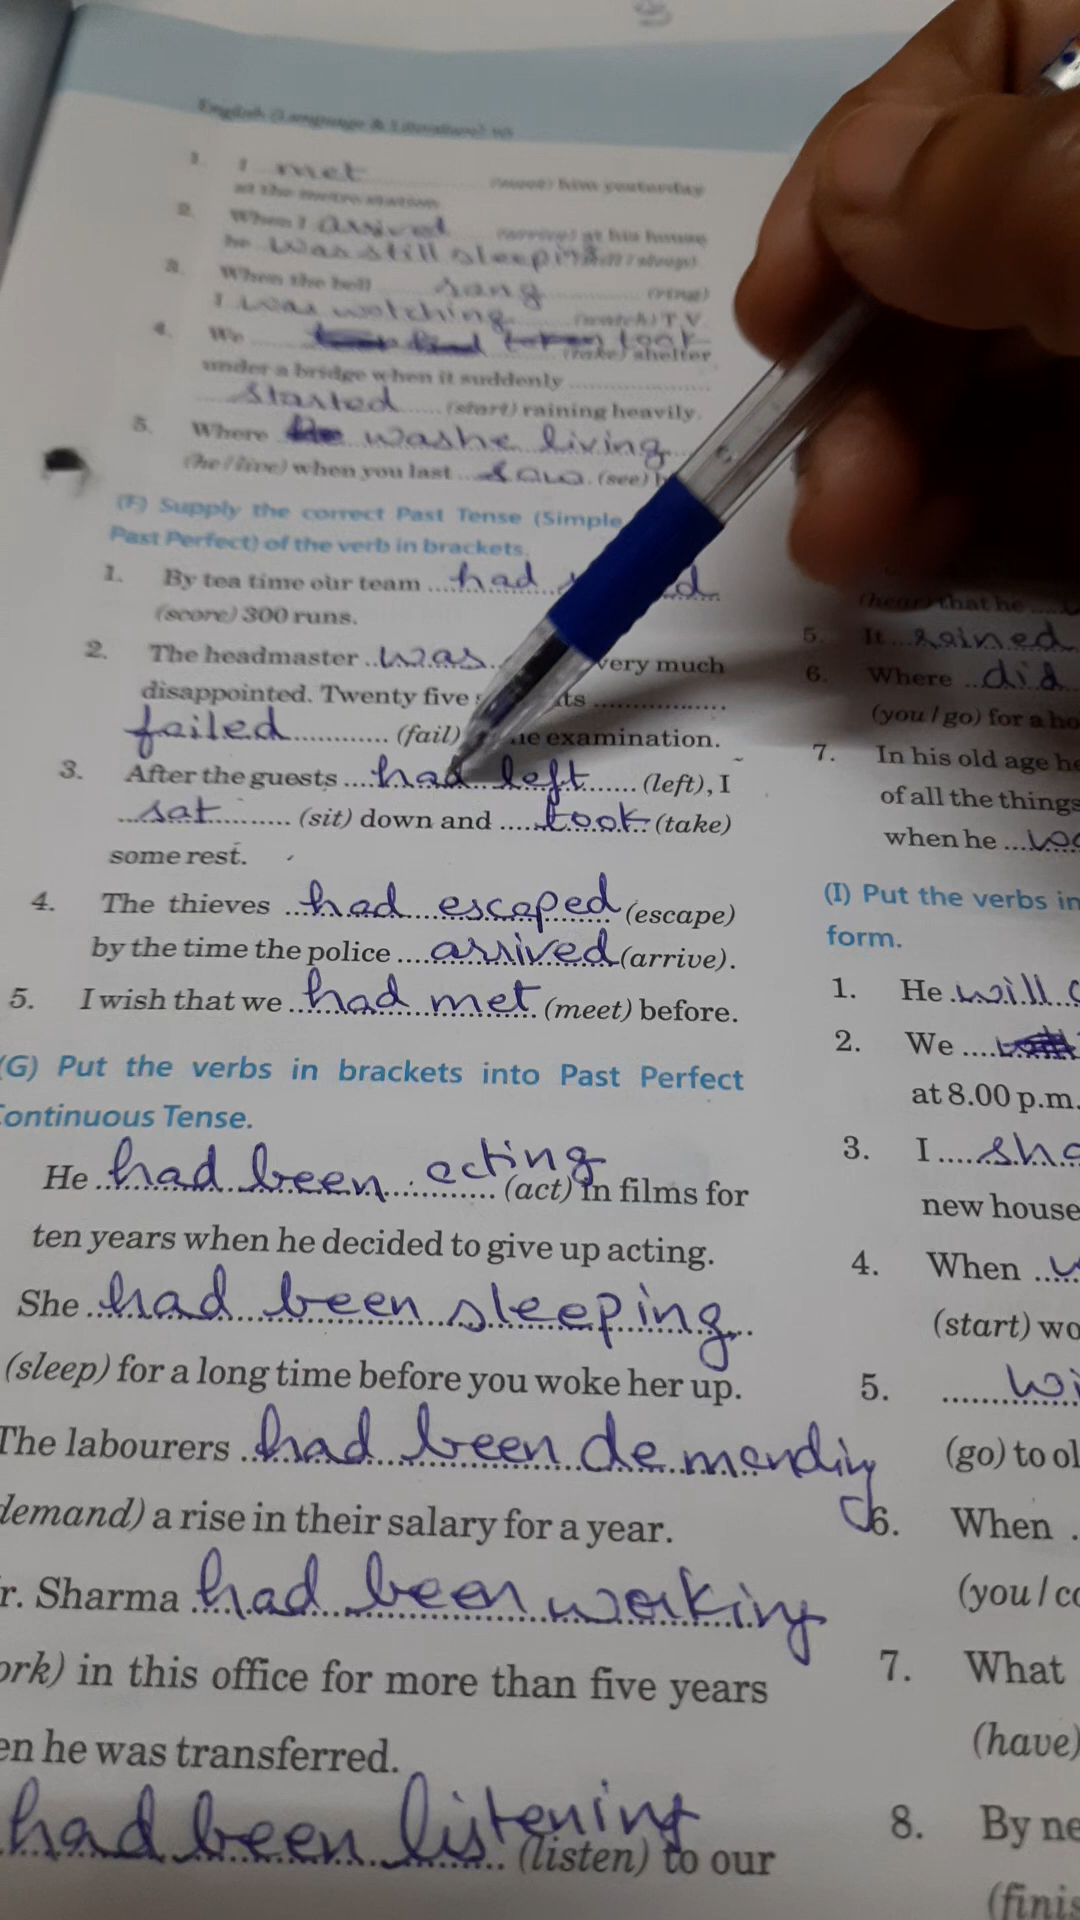 English (Language & Literature)
1. I met (meet) him yesterday
at the metro station
2. When I arrived (arrive) at his house
he was still sleeping (still / sleep).
3. When the bell rang (ring)
I was watching (watch) T.V.
4. We took (take) shelter
under a bridge when it suddenly
started (start) raining heavily.
5. Where was he living
(he / live) when you last saw (see)
(F) Supply the correct Past Tense (Simple
Past Perfect) of the verb in brackets.
1. By tea time our team had
(score) 300 runs.
2. The headmaster was very much
disappointed. Twenty five
failed (fail) examination.
3. After the guests had left (left), I
sat (sit) down and took (take)
some rest.
4. The thieves had escaped (escape)
by the time the police arrived (arrive).
5. I wish that we had met (meet) before.
(G) Put the verbs in brackets into Past Perfect
Continuous Tense.
He had been acting (act) in films for
ten years when he decided to give up acting.
She had been sleeping
(sleep) for a long time before you woke her up.
The labourers had been demanding
demand) a rise in their salary for a year.
r. Sharma had been working
ork) in this office for more than five years
en he was transferred.
had been listening (listen) to our
(hear) that he
5. It rained
6. Where did
(you / go) for a ho
7. In his old age he
of all the things
when he
(I) Put the verbs in
form.
1. He will
2. We
at 8.00 p.m.
3. I sha
new house
4. When
(start) wo
5. wi
(go) to ol
6. When
(you / co
7. What
(have)
8. By ne
(finis